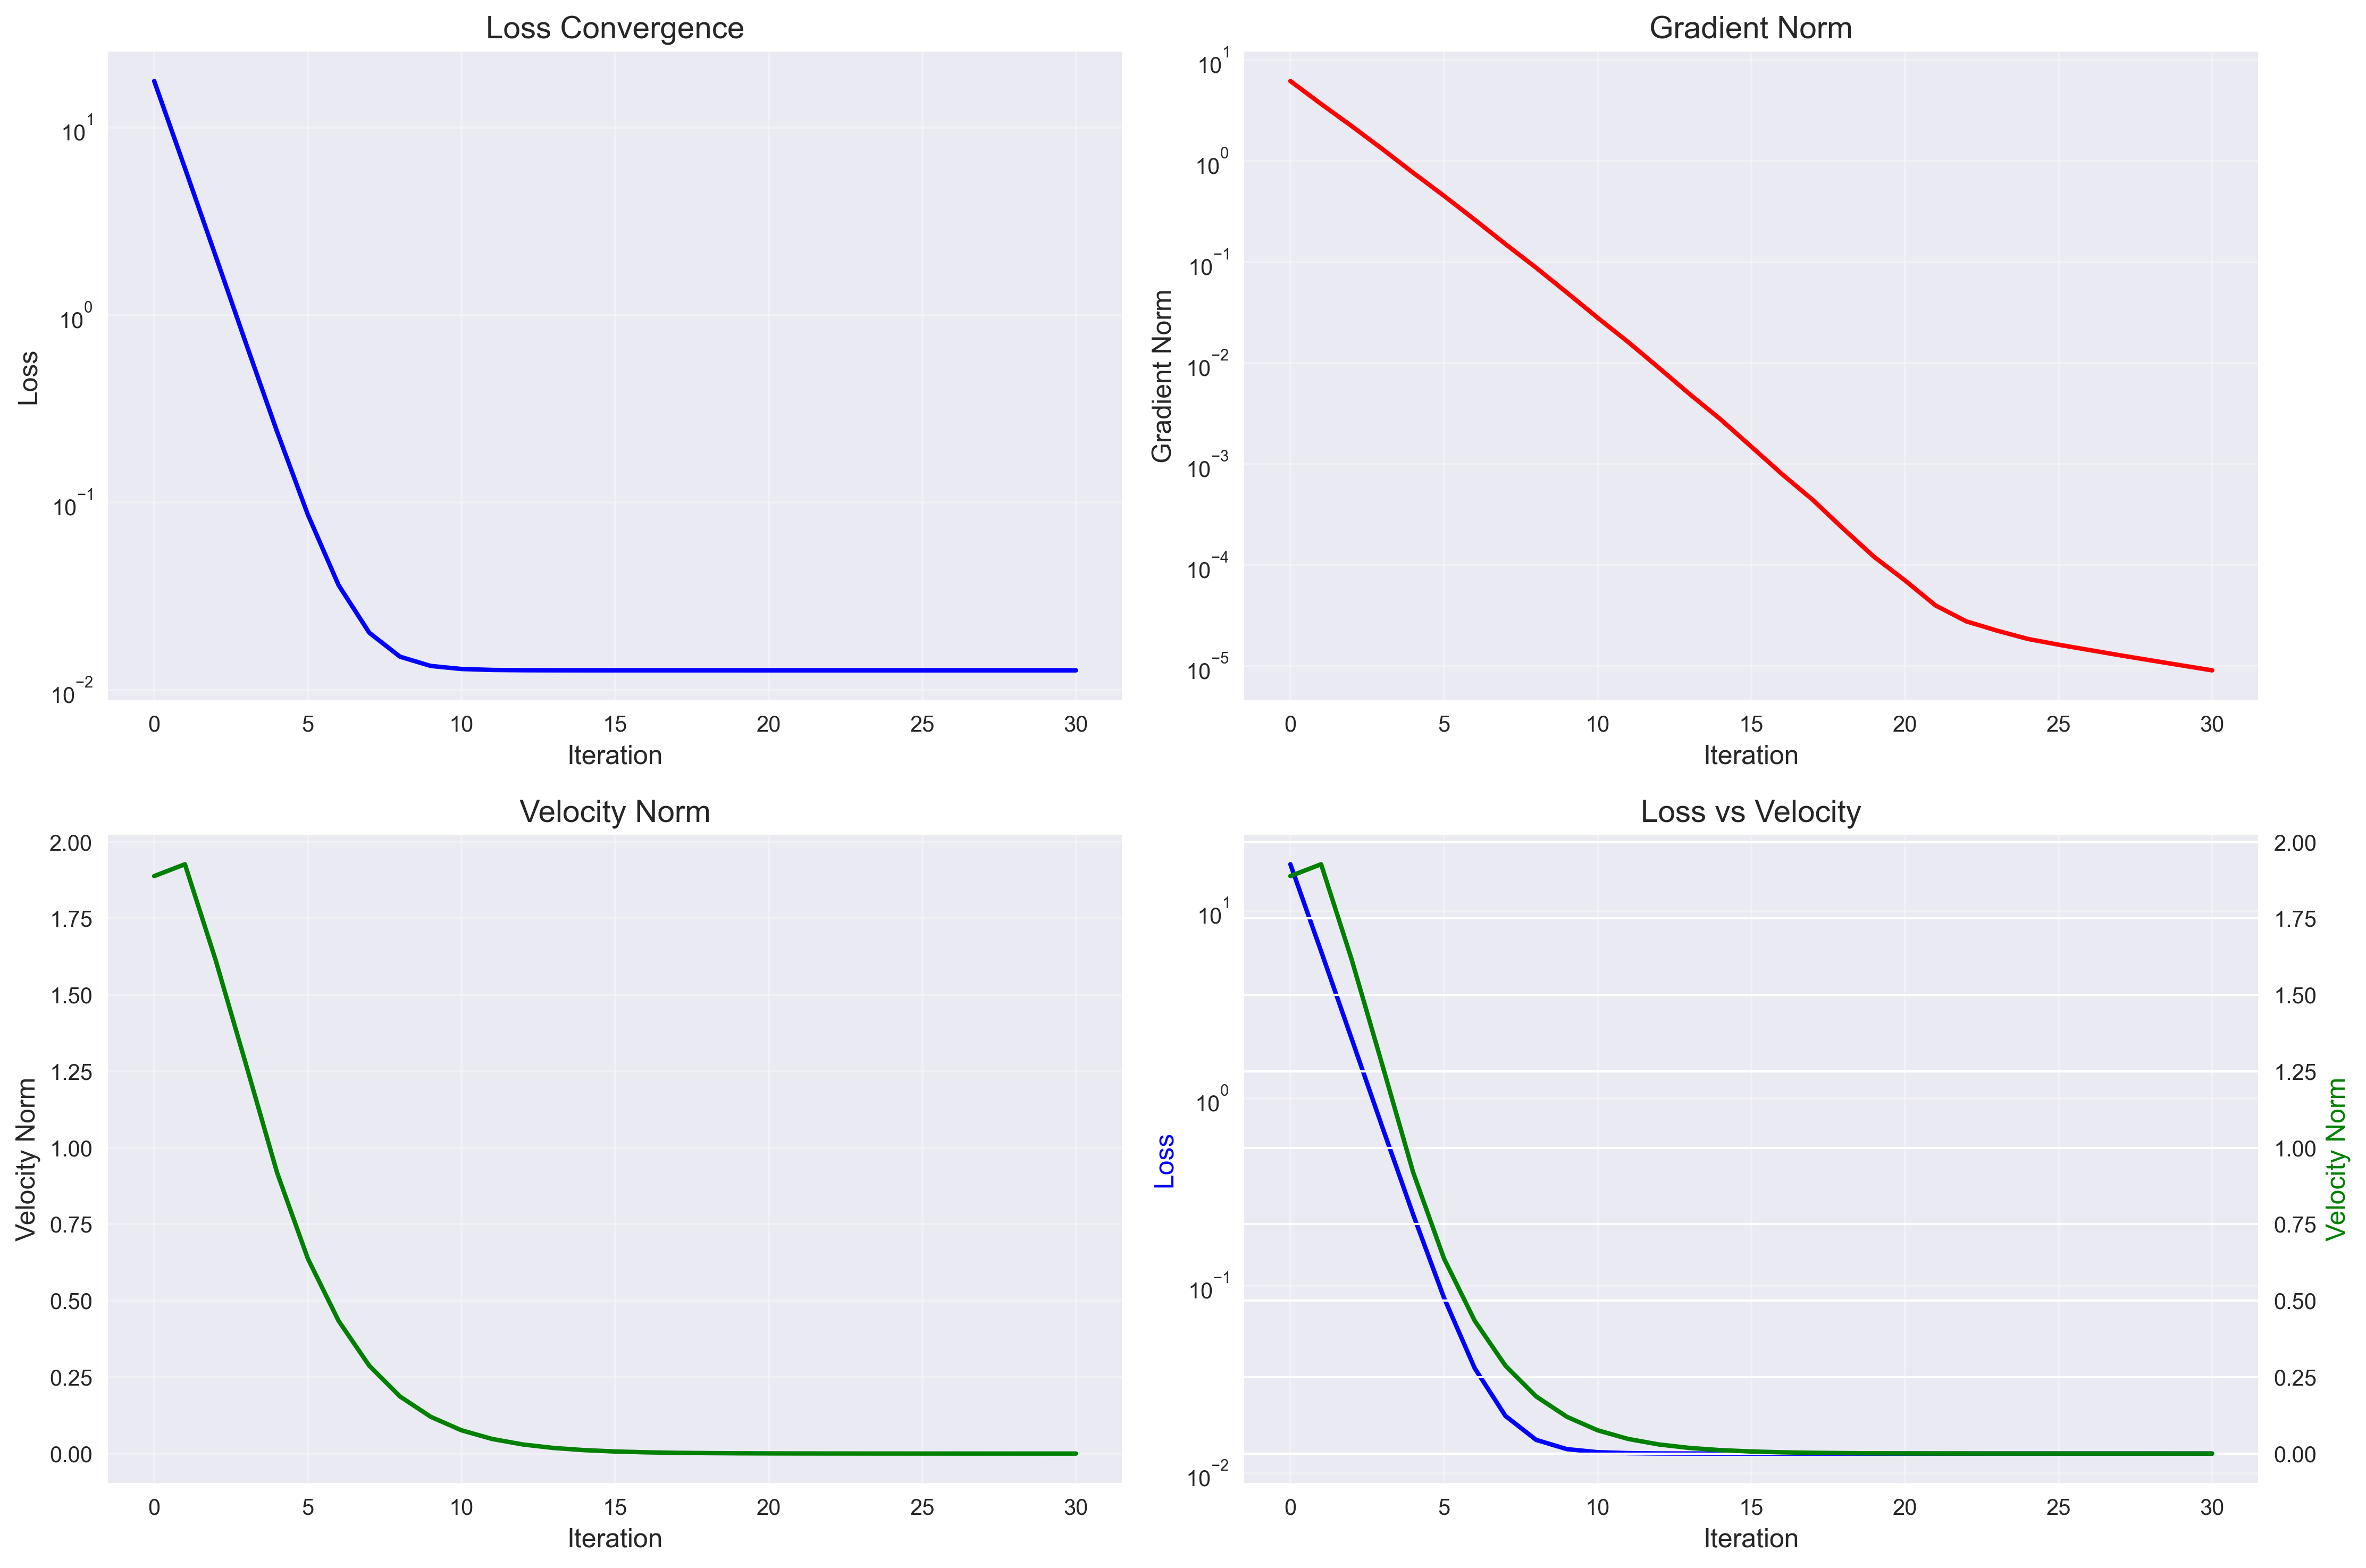 Loss Convergence
Loss
10^1
10^0
10^−1
10^−2
0 5 10 15 20 25 30
Iteration
Gradient Norm
Gradient Norm
10^1
10^0
10^−1
10^−2
10^−3
10^−4
10^−5
0 5 10 15 20 25 30
Iteration
Velocity Norm
Velocity Norm
2.00
1.75
1.50
1.25
1.00
0.75
0.50
0.25
0.00
0 5 10 15 20 25 30
Iteration
Loss vs Velocity
Loss
10^1
10^0
10^−1
10^−2
2.00
1.75
1.50
1.25
1.00
0.75
0.50
0.25
0.00
Velocity Norm
0 5 10 15 20 25 30
Iteration